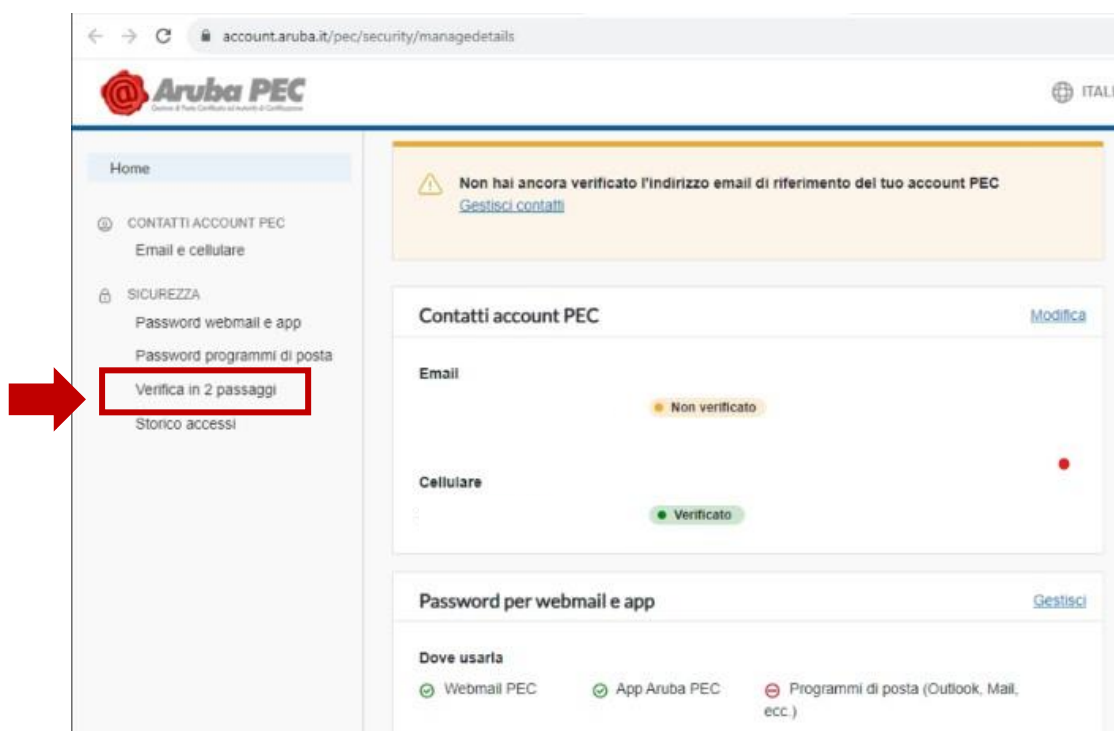 account.aruba.it/pec/security/managedetails
Aruba PEC
ITALI
Home
CONTATTI ACCOUNT PEC
Email e cellulare
SICUREZZA
Password webmail e app
Password programmi di posta
Verifica in 2 passaggi
Storico accessi
Non hai ancora verificato l'indirizzo email di riferimento del tuo account PEC
Gestisci contatti
Contatti account PEC
Modifica
Email
Non verificato
Cellulare
Verificato
Password per webmail e app
Gestisci
Dove usarla
Webmail PEC
App Aruba PEC
Programmi di posta (Outlook, Mail,
ecc.)